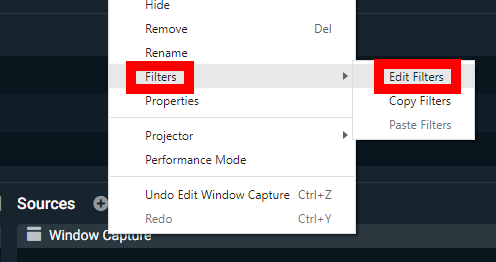 Hide
Remove Del
Rename
Filters
Edit Filters
Properties
Copy Filters
Paste Filters
Projector
Performance Mode
Undo Edit Window Capture Ctrl+Z
Redo Ctrl+Y
Sources
Window Capture